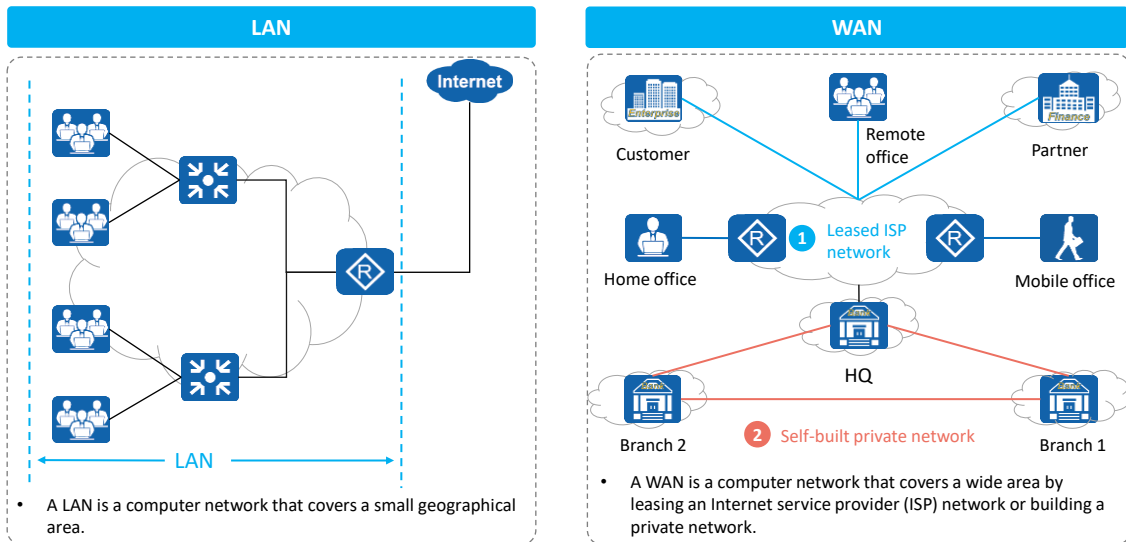 LAN
Internet
R
LAN
• A LAN is a computer network that covers a small geographical
area.
WAN
Enterprise
Customer
Remote
office
Finance
Partner
Home office
R
1 Leased ISP
network
R
Mobile office
HQ
Branch 2
2 Self-built private network
Branch 1
• A WAN is a computer network that covers a wide area by
leasing an Internet service provider (ISP) network or building a
private network.